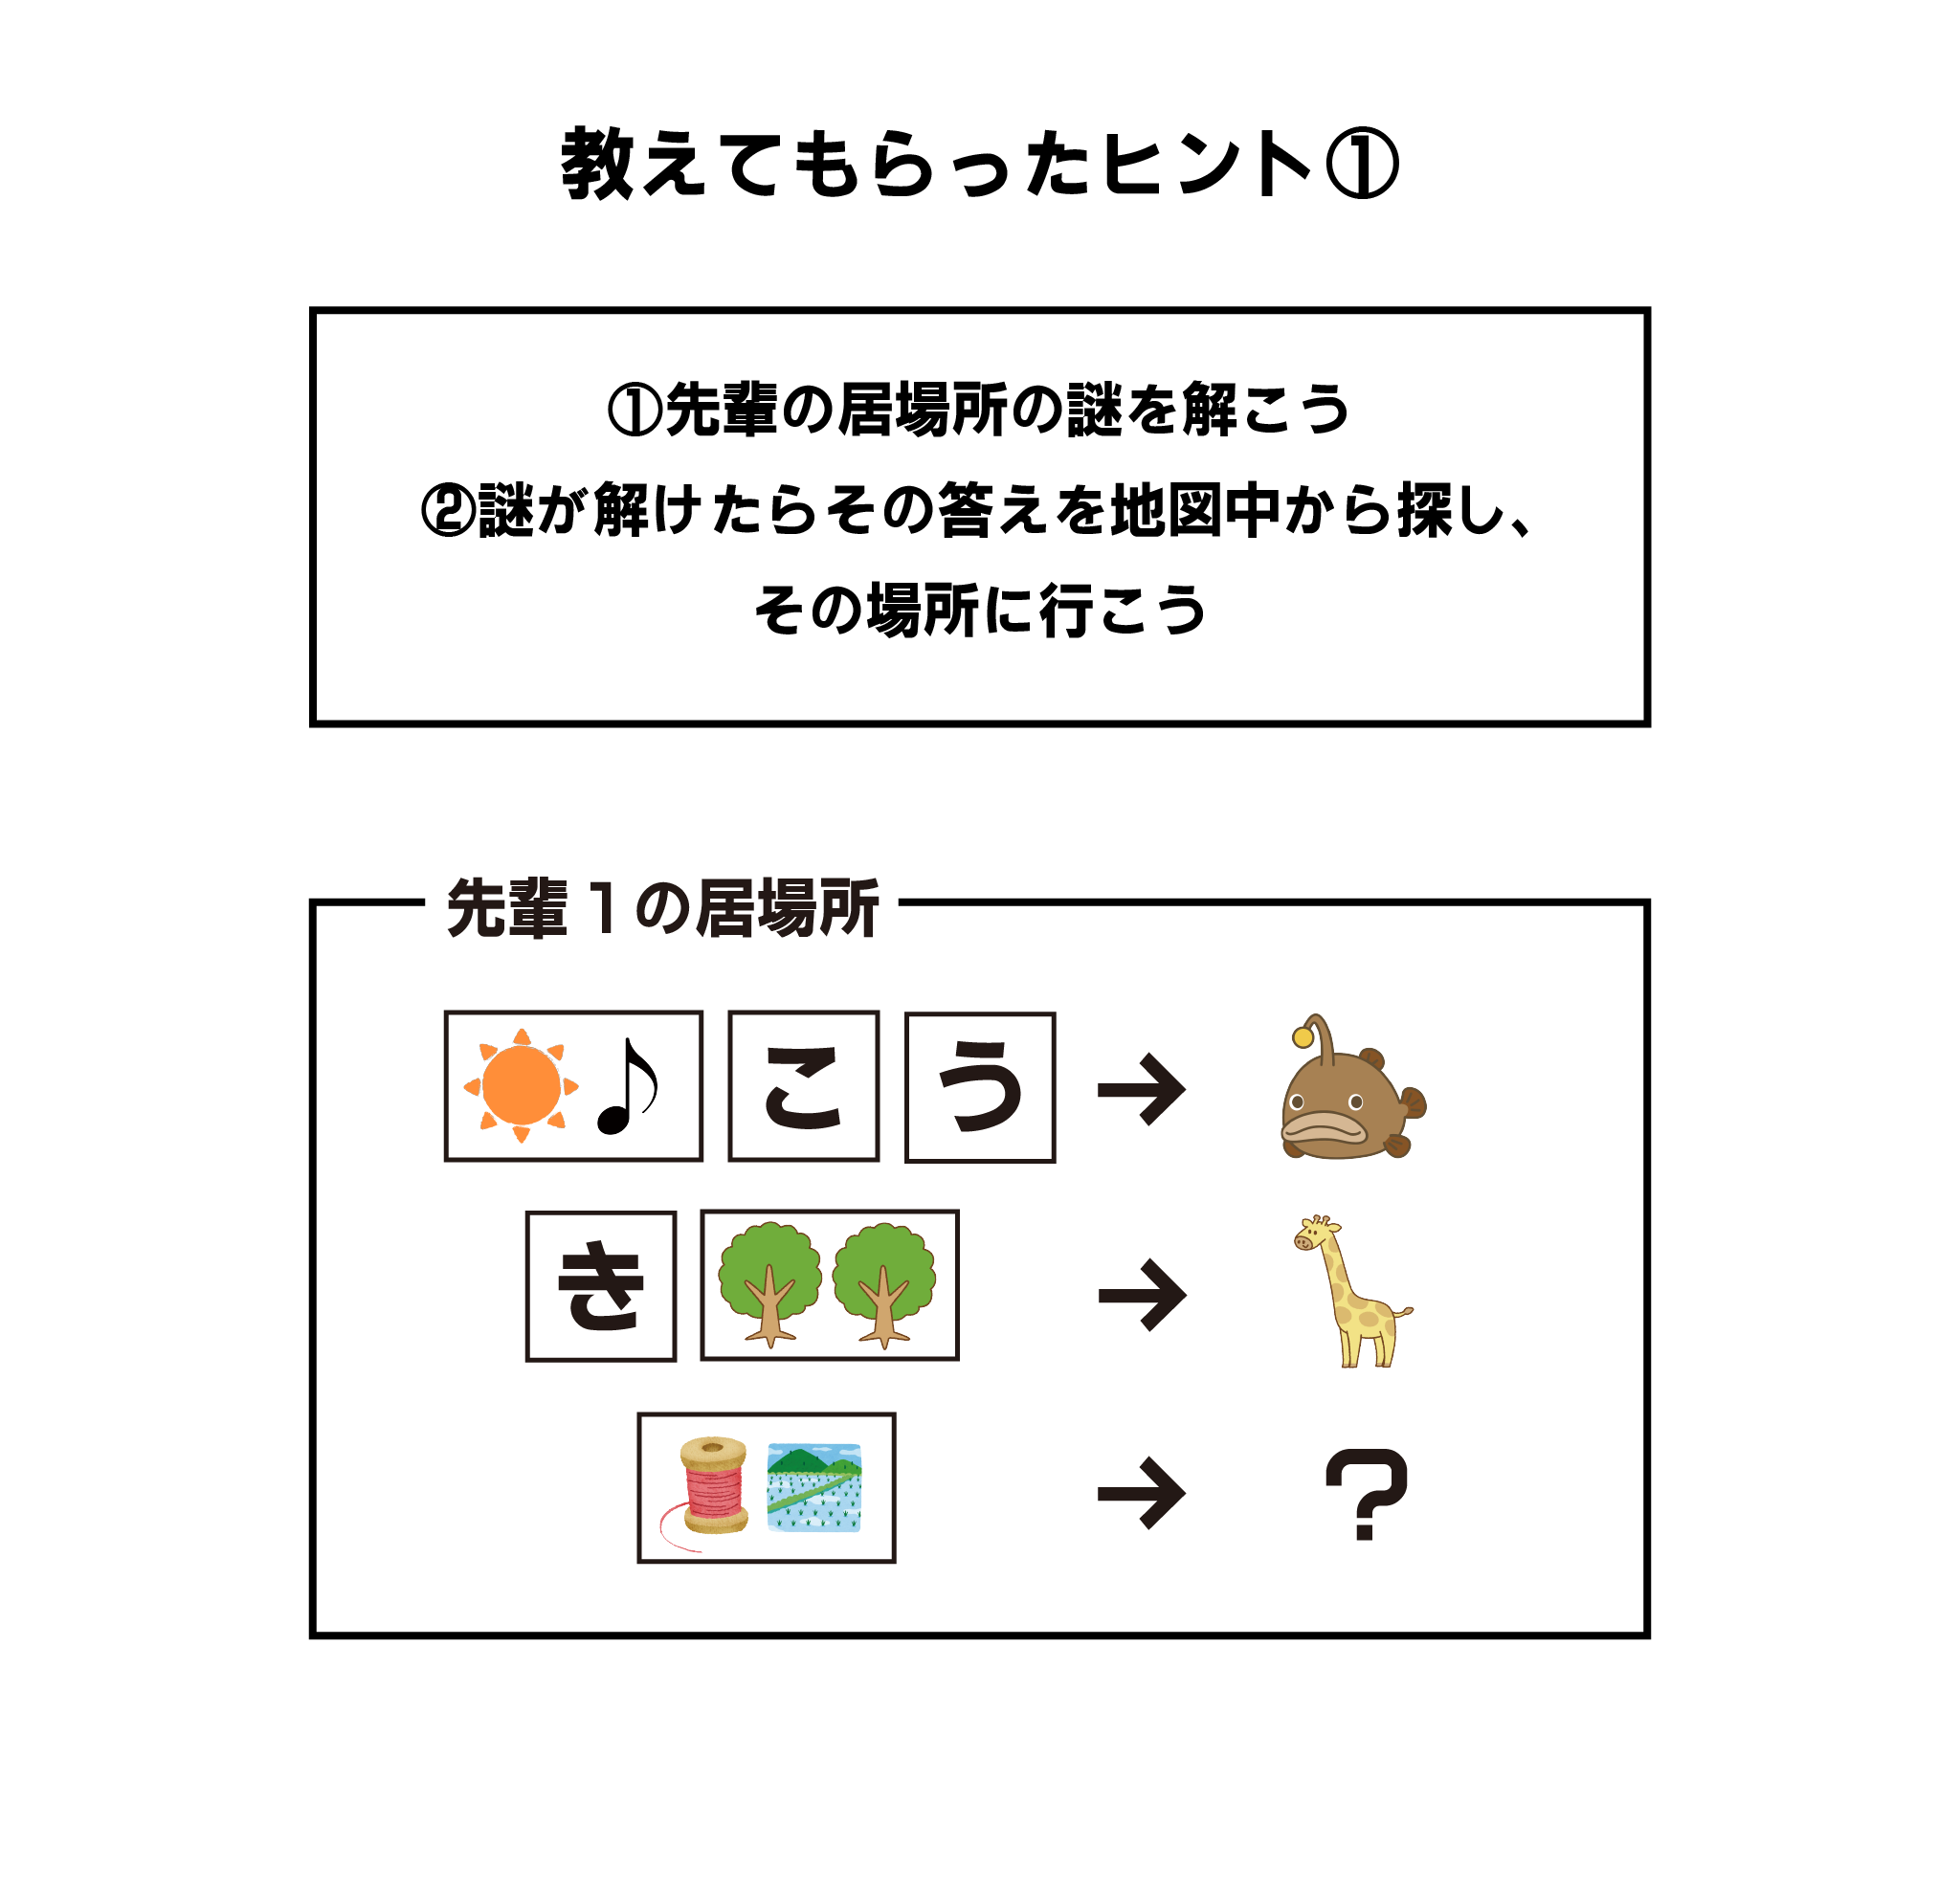 教えてもらったヒント①
①先輩の居場所の謎を解こう
②謎が解けたらその答えを地図中から探し、
その場所に行こう
先輩1の居場所
こ う →
き →
→ ?